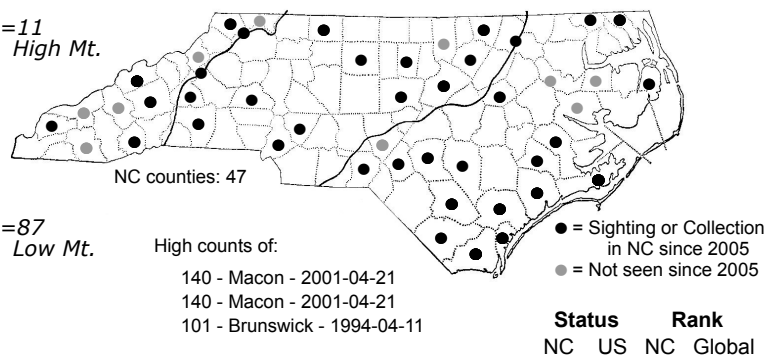 =11
High Mt.
NC counties: 47
=87
Low Mt.
High counts of:
140 - Macon - 2001-04-21
140 - Macon - 2001-04-21
101 - Brunswick - 1994-04-11
= Sighting or Collection
in NC since 2005
= Not seen since 2005
Status Rank
NC US NC Global